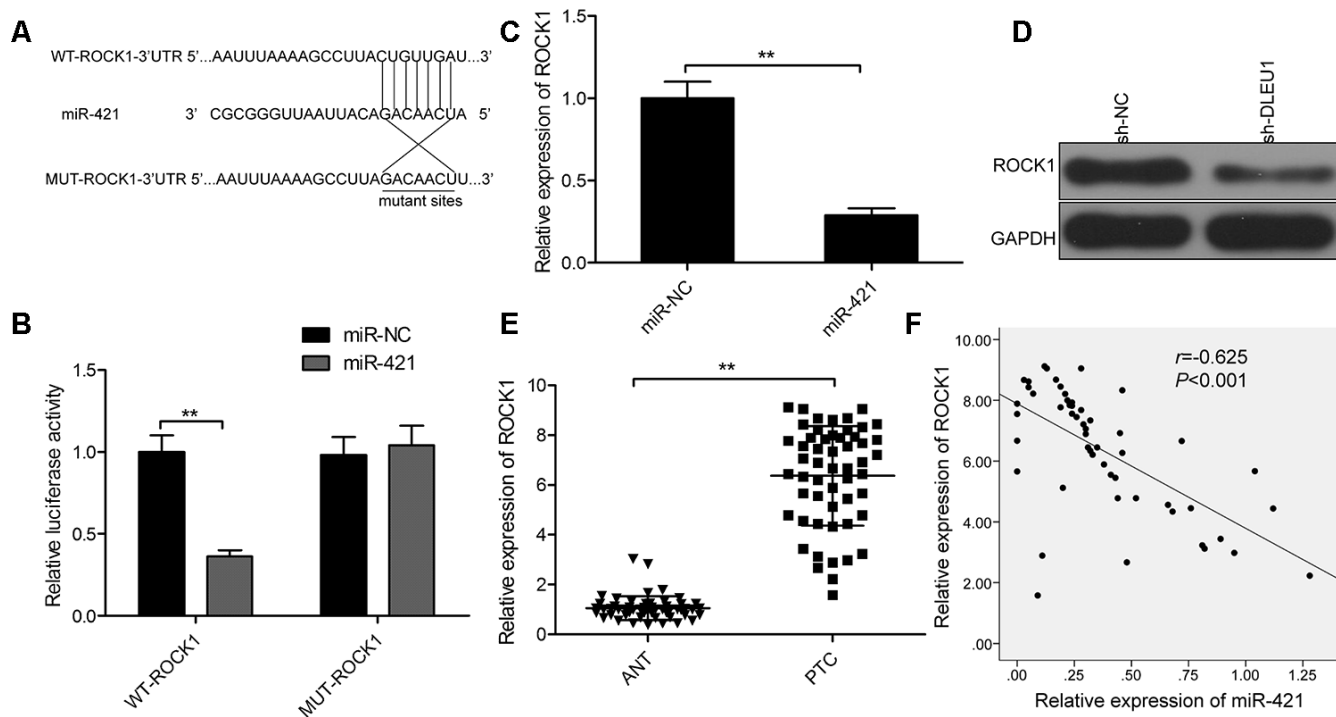 A
WT-ROCK1-3'UTR 5'...AAUUUAAAAGCCUUACUGUUGAU...3'
miR-421 3' CGCGGGUUAAUUACAGACAACUA 5'
MUT-ROCK1-3'UTR 5'...AAUUUAAAAGCCUUAGACAACUU...3'
mutant sites
B
miR-NC
miR-421
Relative luciferase activity
1.5
1.0
0.5
0.0
**
WT-ROCK1
MUT-ROCK1
C
Relative expression of ROCK1
1.5
1.0
0.5
0.0
**
miR-NC
miR-421
D
sh-NC
sh-DLEU1
ROCK1
GAPDH
E
Relative expression of ROCK1
10
8
6
4
2
0
**
ANT
PTC
F
Relative expression of ROCK1
10.00
8.00
6.00
4.00
2.00
.00
r=-0.625
P<0.001
.00 .25 .50 .75 1.00 1.25
Relative expression of miR-421